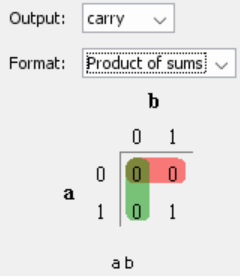 Output: carry
Format: Product of sums
b
0 1
0 0 0
a
1 0 1
a b